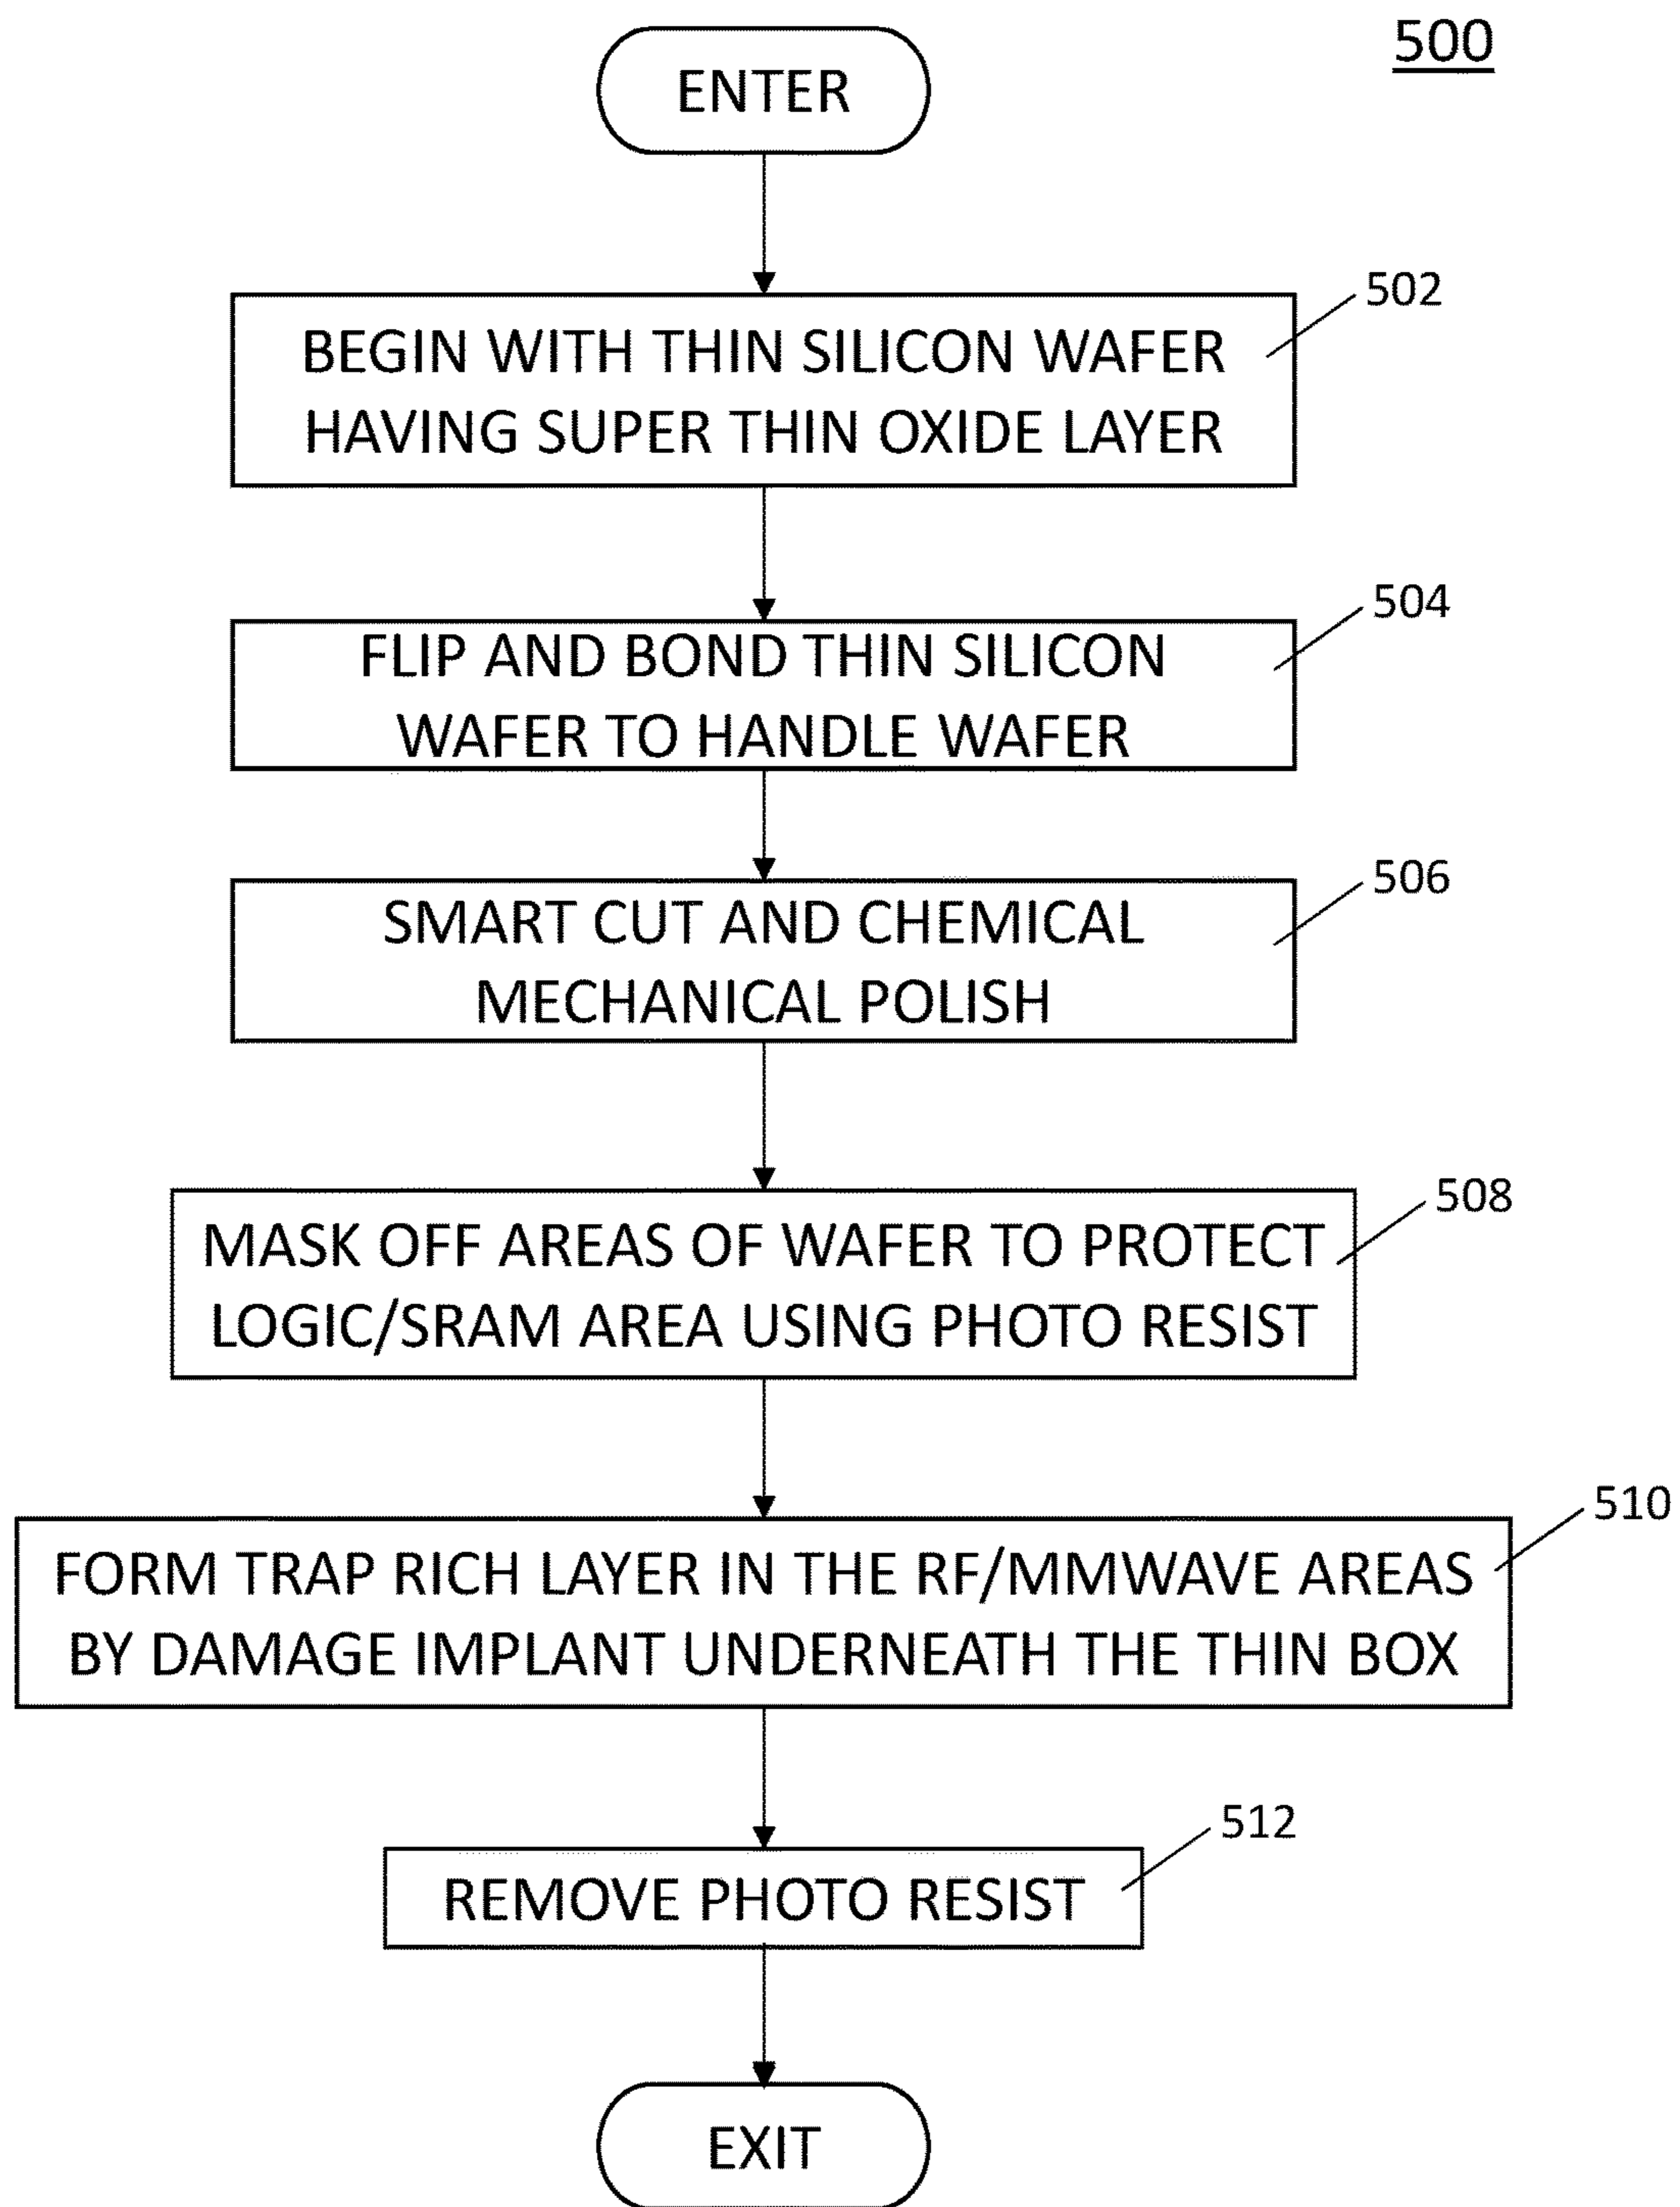 500
ENTER
502
BEGIN WITH THIN SILICON WAFER
HAVING SUPER THIN OXIDE LAYER
504
FLIP AND BOND THIN SILICON
WAFER TO HANDLE WAFER
506
SMART CUT AND CHEMICAL
MECHANICAL POLISH
508
MASK OFF AREAS OF WAFER TO PROTECT
LOGIC/SRAM AREA USING PHOTO RESIST
510
FORM TRAP RICH LAYER IN THE RF/MMWAVE AREAS
BY DAMAGE IMPLANT UNDERNEATH THE THIN BOX
512
REMOVE PHOTO RESIST
EXIT